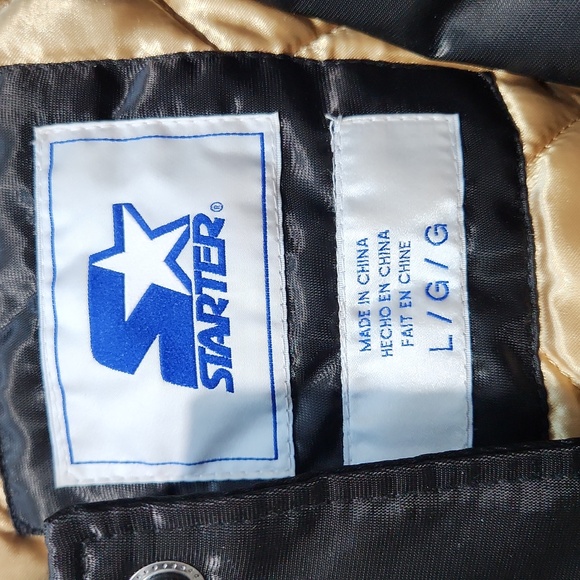 STARTER®
MADE IN CHINA
HECHO EN CHINA
FAIT EN CHINE
L/G/G